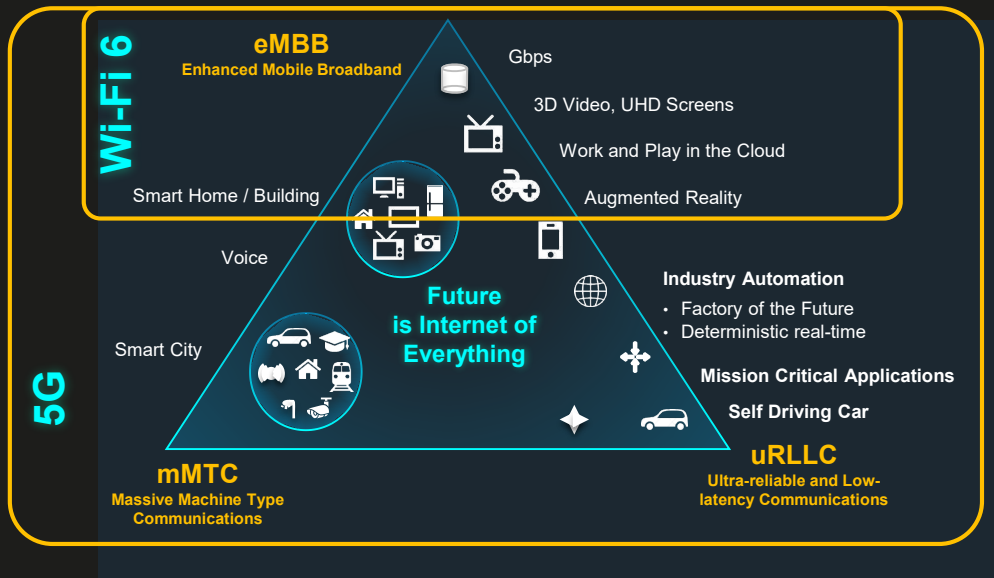 Wi-Fi 6
eMBB
Enhanced Mobile Broadband
Gbps
3D Video, UHD Screens
Work and Play in the Cloud
Smart Home / Building
Augmented Reality
Voice
Future
is Internet of
Everything
Industry Automation
• Factory of the Future
• Deterministic real-time
Smart City
Mission Critical Applications
Self Driving Car
5G
mMTC
Massive Machine Type
Communications
uRLLC
Ultra-reliable and Low-
latency Communications